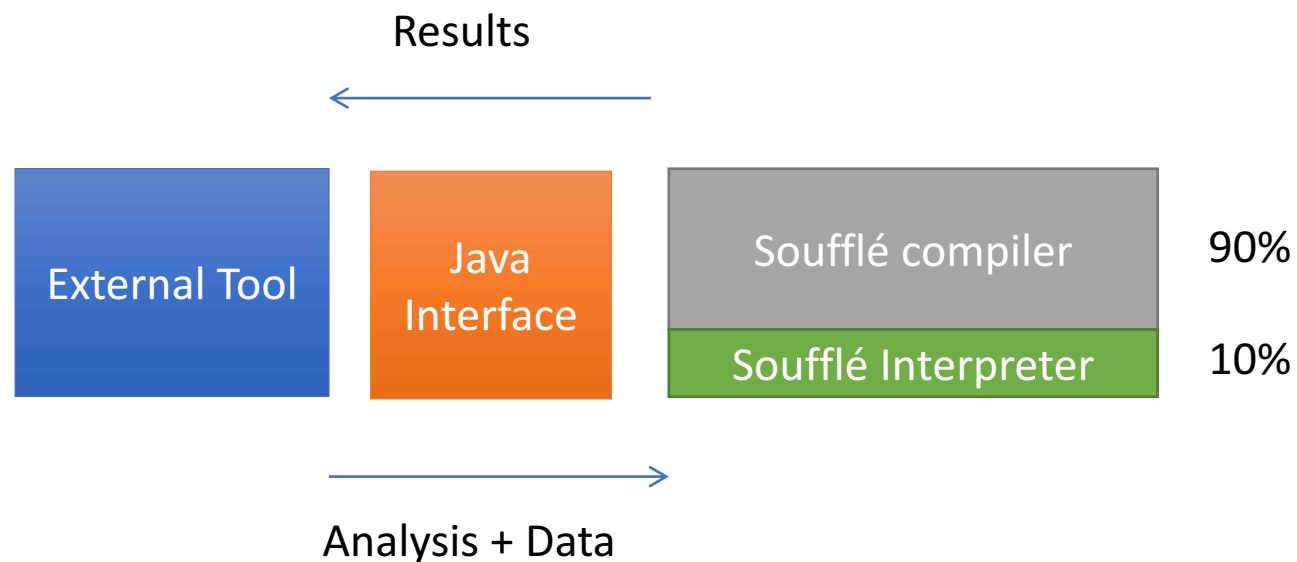 Results
External Tool
Java
Interface
Soufflé compiler
90%
Soufflé Interpreter
10%
Analysis + Data